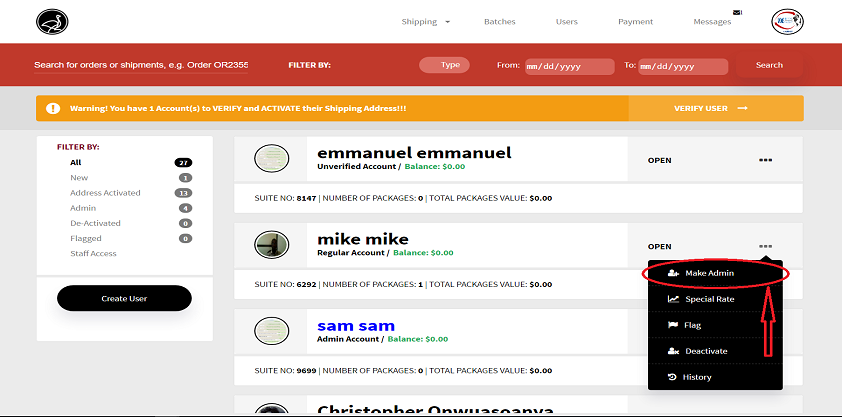 Shipping Batches Users Payment Messages
Search for orders or shipments, e.g. Order OR2355 FILTER BY: Type From: mm/dd/yyyy To: mm/dd/yyyy Search
Warning! You have 1 Account(s) to VERIFY and ACTIVATE their Shipping Address!!! VERIFY USER
FILTER BY:
All 27
New 1
Address Activated 13
Admin 4
De-Activated 0
Flagged 0
Staff Access
Create User
emmanuel emmanuel
Unverified Account / Balance: $0.00
OPEN
SUITE NO: 8147 | NUMBER OF PACKAGES: 0 | TOTAL PACKAGES VALUE: $0.00
mike mike
Regular Account / Balance: $0.00
OPEN
SUITE NO: 6292 | NUMBER OF PACKAGES: 1 | TOTAL PACKAGES VALUE: $0.00
Make Admin
Special Rate
Flag
Deactivate
History
sam sam
Admin Account / Balance: $0.00
SUITE NO: 9699 | NUMBER OF PACKAGES: 0 | TOTAL PACKAGES VALUE: $0.00
Christopher Onwuasoanya